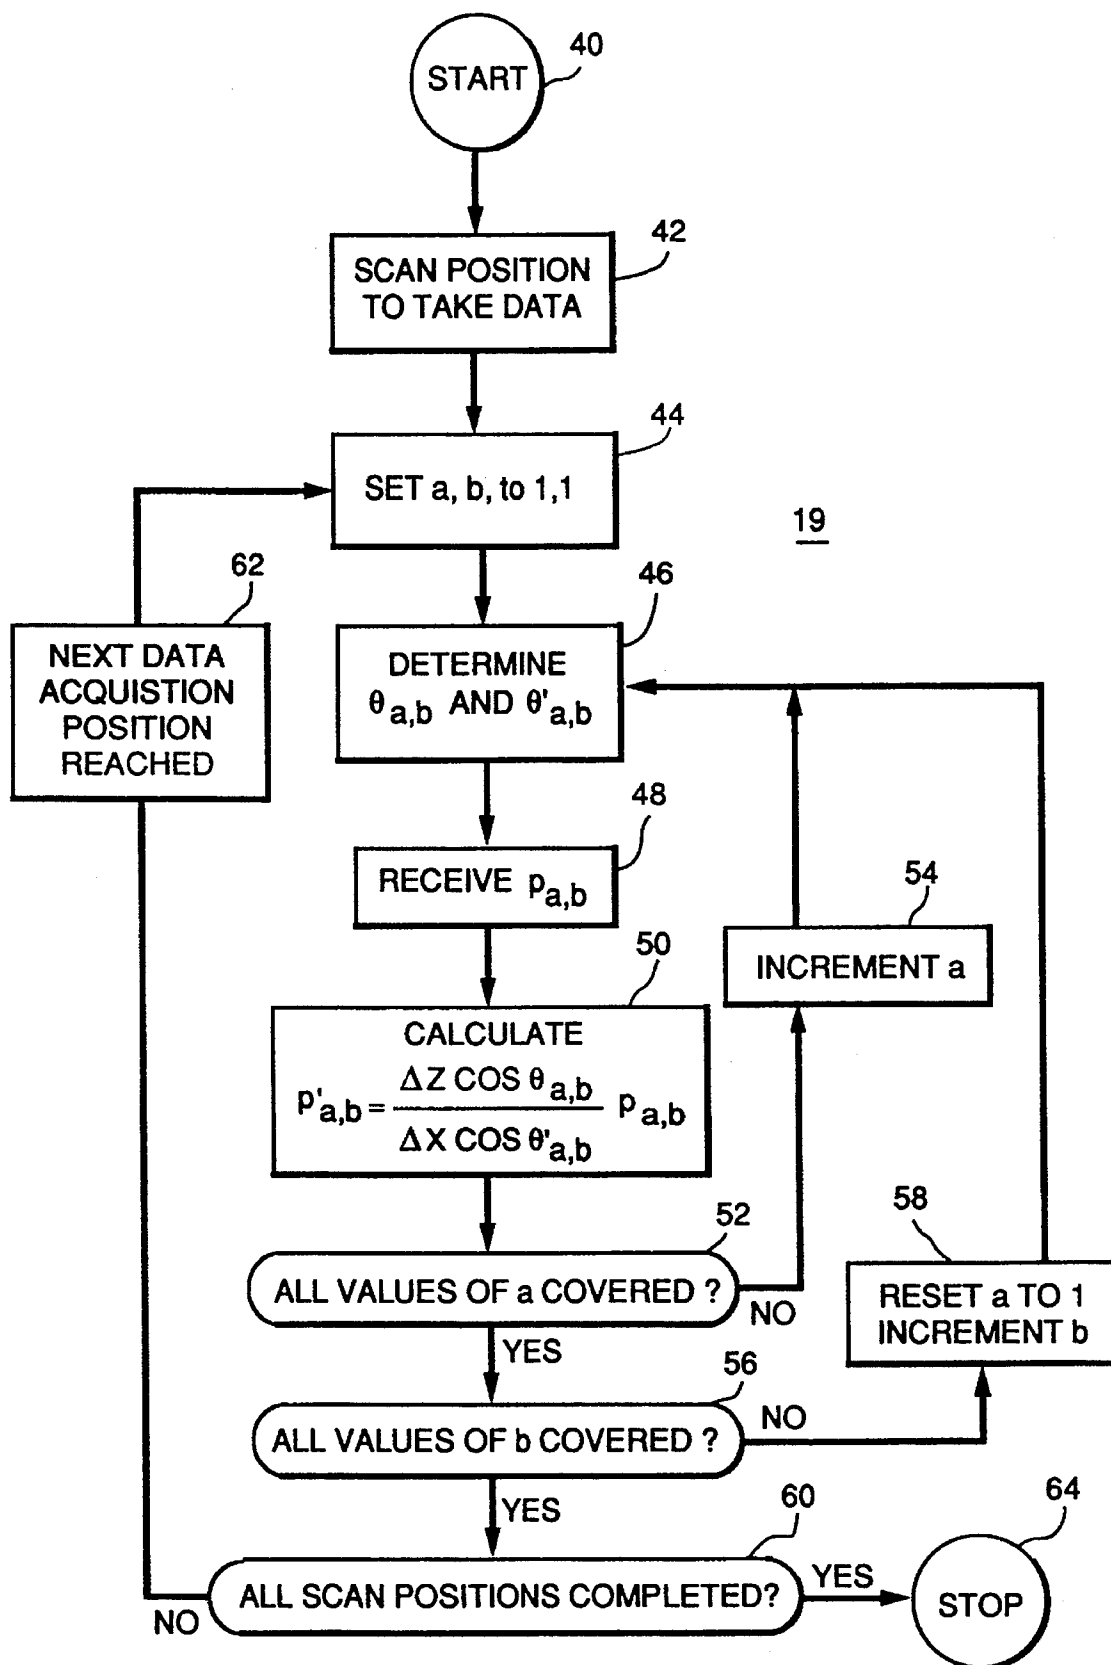 START
40
SCAN POSITION
TO TAKE DATA
42
SET a, b, to 1,1
44
19
NEXT DATA
ACQUISTION
POSITION
REACHED
62
DETERMINE
θa,b AND θ'a,b
46
RECEIVE pa,b
48
INCREMENT a
54
CALCULATE
p'a,b = ΔZ COS θa,b / ΔX COS θ'a,b pa,b
50
ALL VALUES OF a COVERED ?
52
NO
YES
RESET a TO 1
INCREMENT b
58
ALL VALUES OF b COVERED ?
56
NO
YES
ALL SCAN POSITIONS COMPLETED?
60
NO
YES
STOP
64